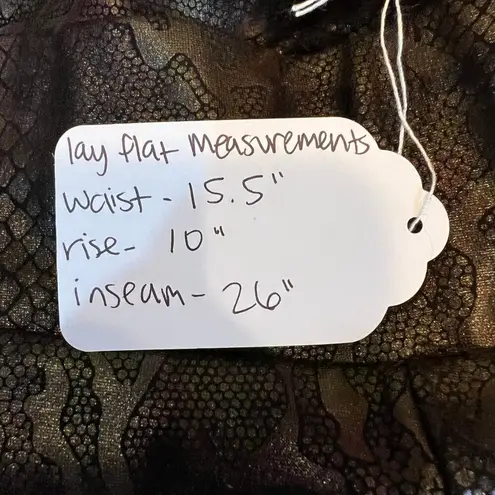 lay flat measurements
waist - 15.5"
rise - 10"
inseam - 26"